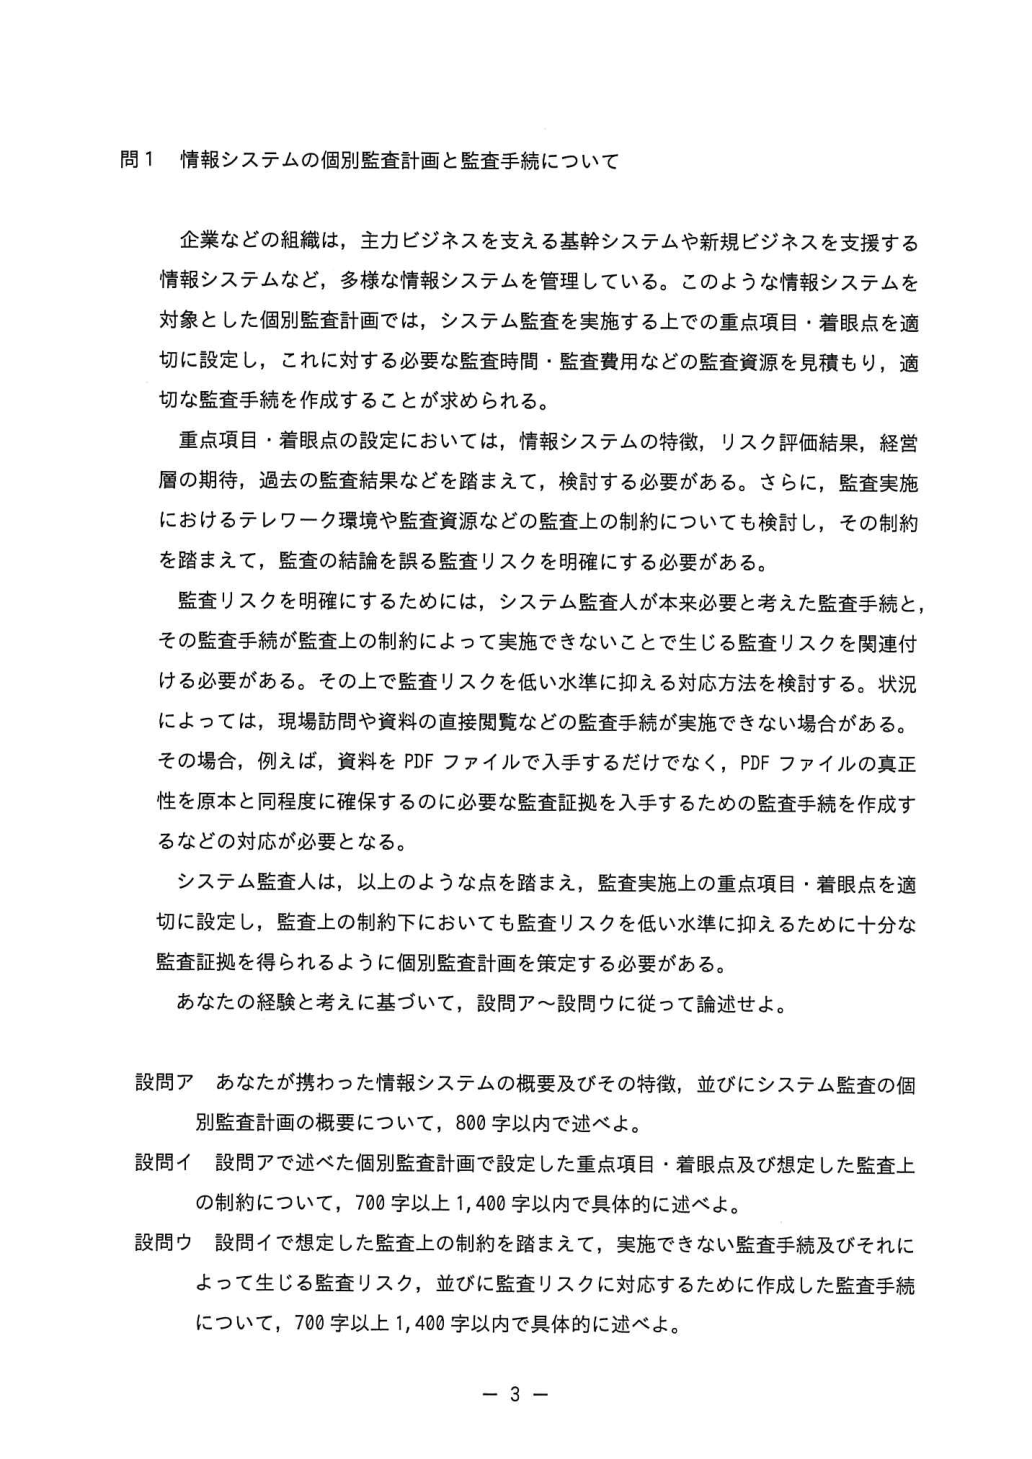 問1 情報システムの個別監査計画と監査手続について
企業などの組織は，主力ビジネスを支える基幹システムや新規ビジネスを支援する
情報システムなど，多様な情報システムを管理している。このような情報システムを
対象とした個別監査計画では，システム監査を実施する上での重点項目・着眼点を適
切に設定し，これに対する必要な監査時間・監査費用などの監査資源を見積もり，適
切な監査手続を作成することが求められる。
重点項目・着眼点の設定においては，情報システムの特徴，リスク評価結果，経営
層の期待，過去の監査結果などを踏まえて，検討する必要がある。さらに，監査実施
におけるテレワーク環境や監査資源などの監査上の制約についても検討し，その制約
を踏まえて，監査の結論を誤る監査リスクを明確にする必要がある。
監査リスクを明確にするためには，システム監査人が本来必要と考えた監査手続と，
その監査手続が監査上の制約によって実施できないことで生じる監査リスクを関連付
ける必要がある。その上で監査リスクを低い水準に抑える対応方法を検討する。状況
によっては，現場訪問や資料の直接閲覧などの監査手続が実施できない場合がある。
その場合，例えば，資料を PDF ファイルで入手するだけでなく，PDF ファイルの真正
性を原本と同程度に確保するのに必要な監査証拠を入手するための監査手続を作成す
るなどの対応が必要となる。
システム監査人は，以上のような点を踏まえ，監査実施上の重点項目・着眼点を適
切に設定し，監査上の制約下においても監査リスクを低い水準に抑えるために十分な
監査証拠を得られるように個別監査計画を策定する必要がある。
あなたの経験と考えに基づいて，設問ア～設問ウに従って論述せよ。
設問ア あなたが携わった情報システムの概要及びその特徴，並びにシステム監査の個
別監査計画の概要について，800 字以内で述べよ。
設問イ 設問アで述べた個別監査計画で設定した重点項目・着眼点及び想定した監査上
の制約について，700 字以上 1,400 字以内で具体的に述べよ。
設問ウ 設問イで想定した監査上の制約を踏まえて，実施できない監査手続及びそれに
よって生じる監査リスク，並びに監査リスクに対応するために作成した監査手続
について，700 字以上 1,400 字以内で具体的に述べよ。
－ 3 －